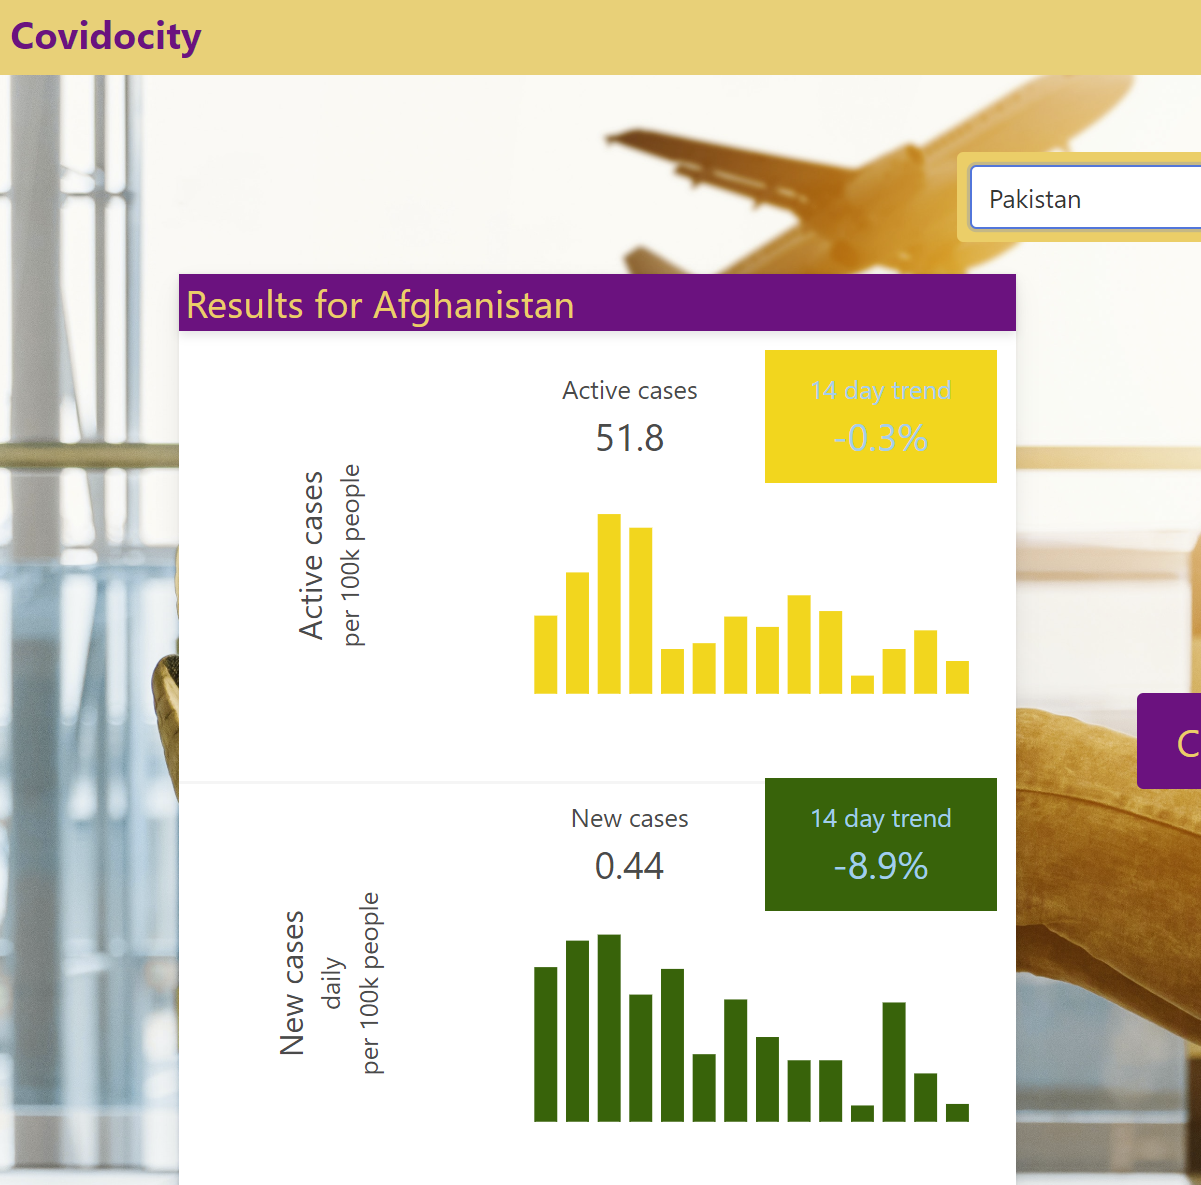 Covidocity
Pakistan
Results for Afghanistan
Active cases
per 100k people
Active cases
51.8
14 day trend
-0.3%
New cases
daily
per 100k people
New cases
0.44
14 day trend
-8.9%